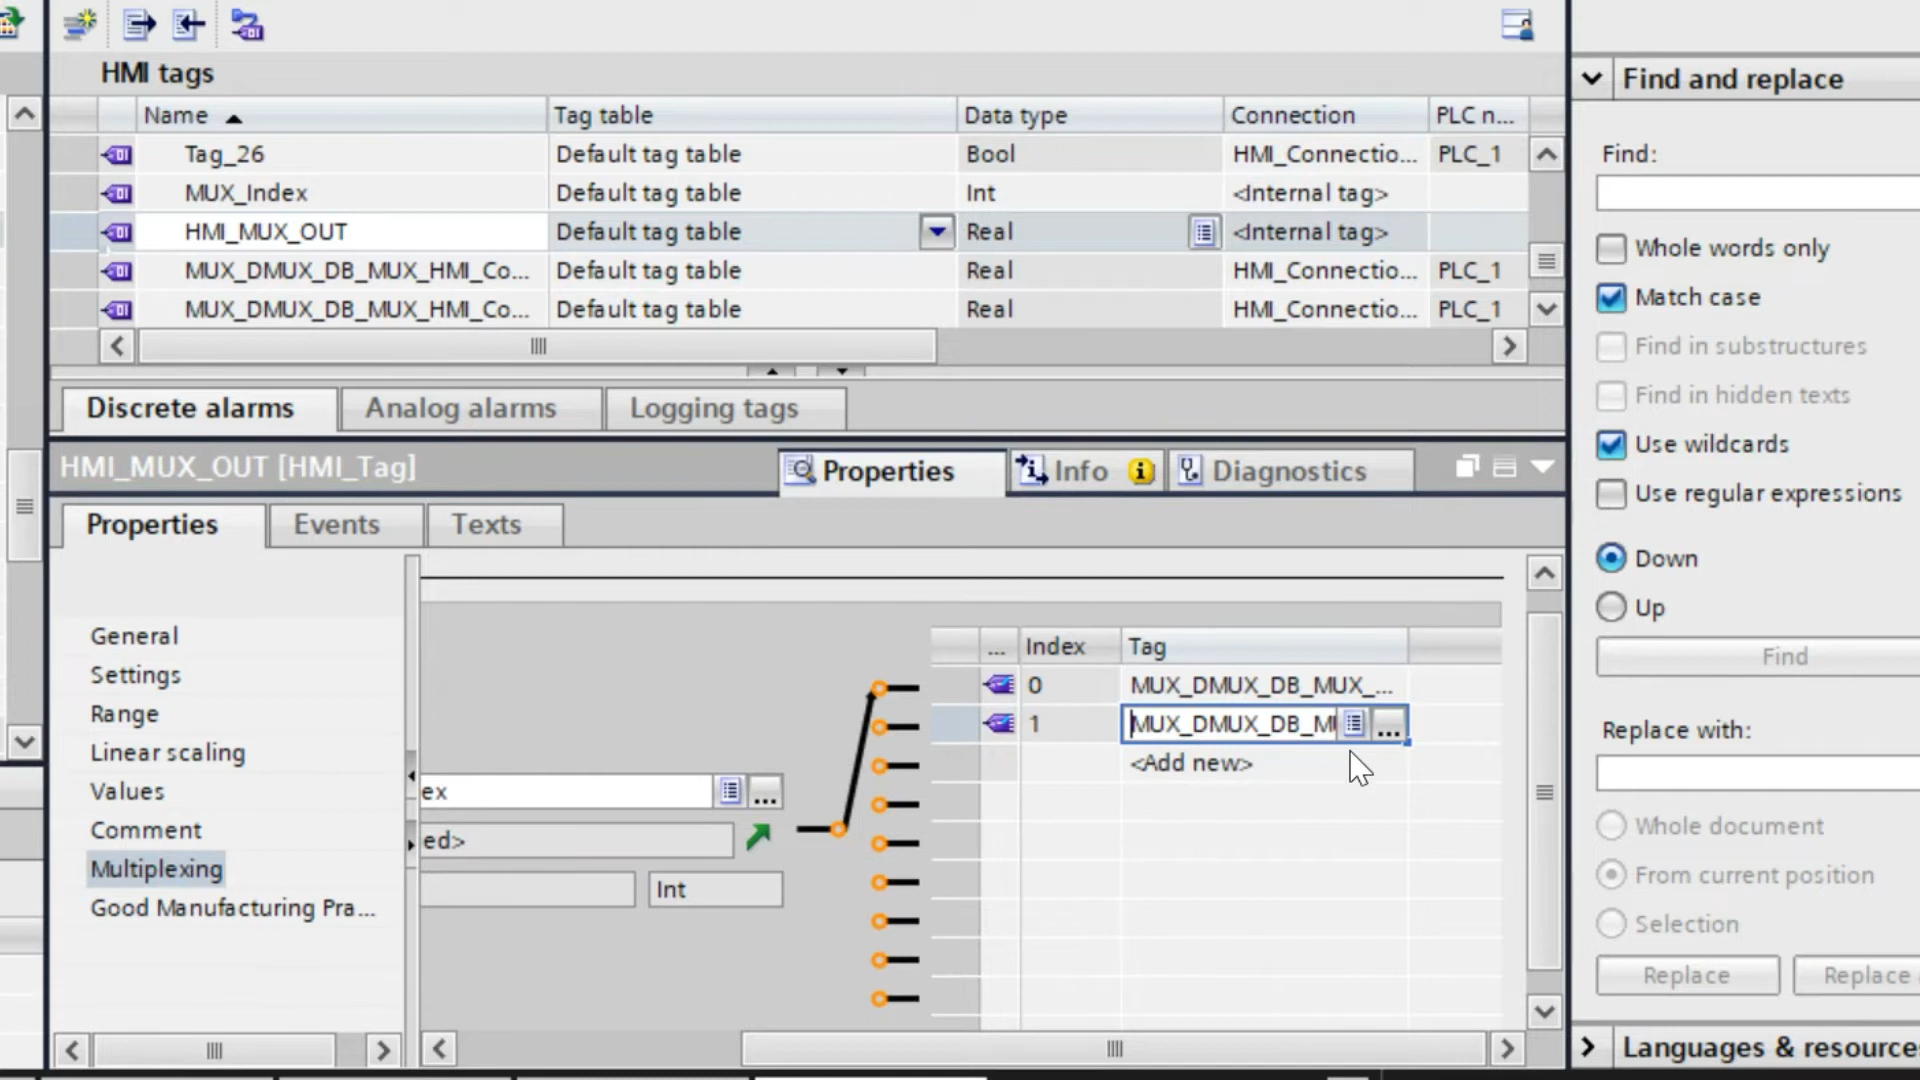 HMI tags
Name Tag table Data type Connection PLC n...
Tag_26 Default tag table Bool HMI_Connectio... PLC_1
MUX_Index Default tag table Int <Internal tag>
HMI_MUX_OUT Default tag table Real <Internal tag>
MUX_DMUX_DB_MUX_HMI_Co... Default tag table Real HMI_Connectio... PLC_1
MUX_DMUX_DB_MUX_HMI_Co... Default tag table Real HMI_Connectio... PLC_1
Discrete alarms Analog alarms Logging tags
HMI_MUX_OUT [HMI_Tag] Properties Info Diagnostics
Properties Events Texts
General
Settings
Range
Linear scaling
Values
Comment
Multiplexing
Good Manufacturing Pra...
ex ...
ed>
Int
... Index Tag
0 MUX_DMUX_DB_MUX_...
1 MUX_DMUX_DB_MU ...
<Add new>
Find and replace
Find:
Whole words only
Match case
Find in substructures
Find in hidden texts
Use wildcards
Use regular expressions
Down
Up
Find
Replace with:
Whole document
From current position
Selection
Replace Replace
Languages & resource